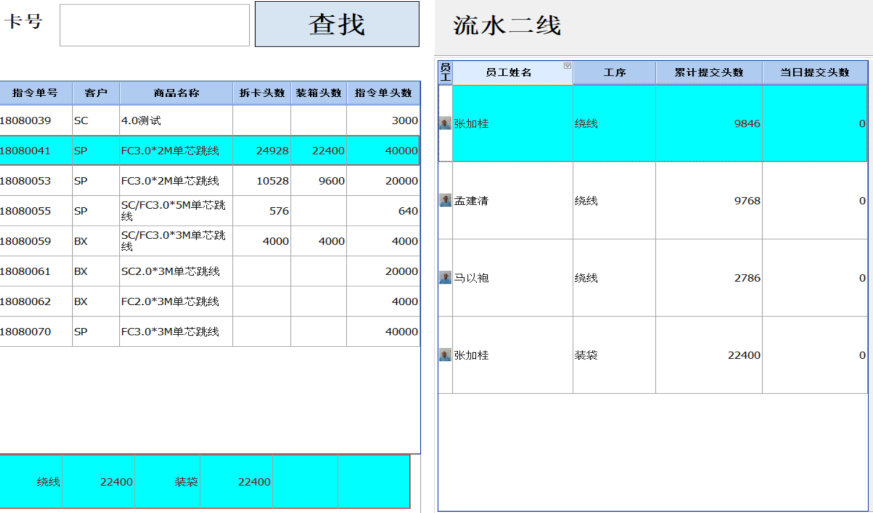 卡号
查找
指令单号 客户 商品名称 拆卡头数 装箱头数 指令单头数
18080039 SC 4.0测试 3000
18080041 SP FC3.0*2M单芯跳线 24928 22400 40000
18080053 SP FC3.0*2M单芯跳线 10528 9600 20000
18080055 SP SC/FC3.0*5M单芯跳
线 576 640
18080059 BX SC/FC3.0*3M单芯跳
线 4000 4000 4000
18080061 BX SC2.0*3M单芯跳线 20000
18080062 BX FC2.0*3M单芯跳线 4000
18080070 SP FC3.0*3M单芯跳线 40000
绕线 22400 装袋 22400
流水二线
员工 员工姓名 工序 累计提交头数 当日提交头数
张加桂 绕线 9846 0
孟建清 绕线 9768 0
马以袍 绕线 2786 0
张加桂 装袋 22400 0